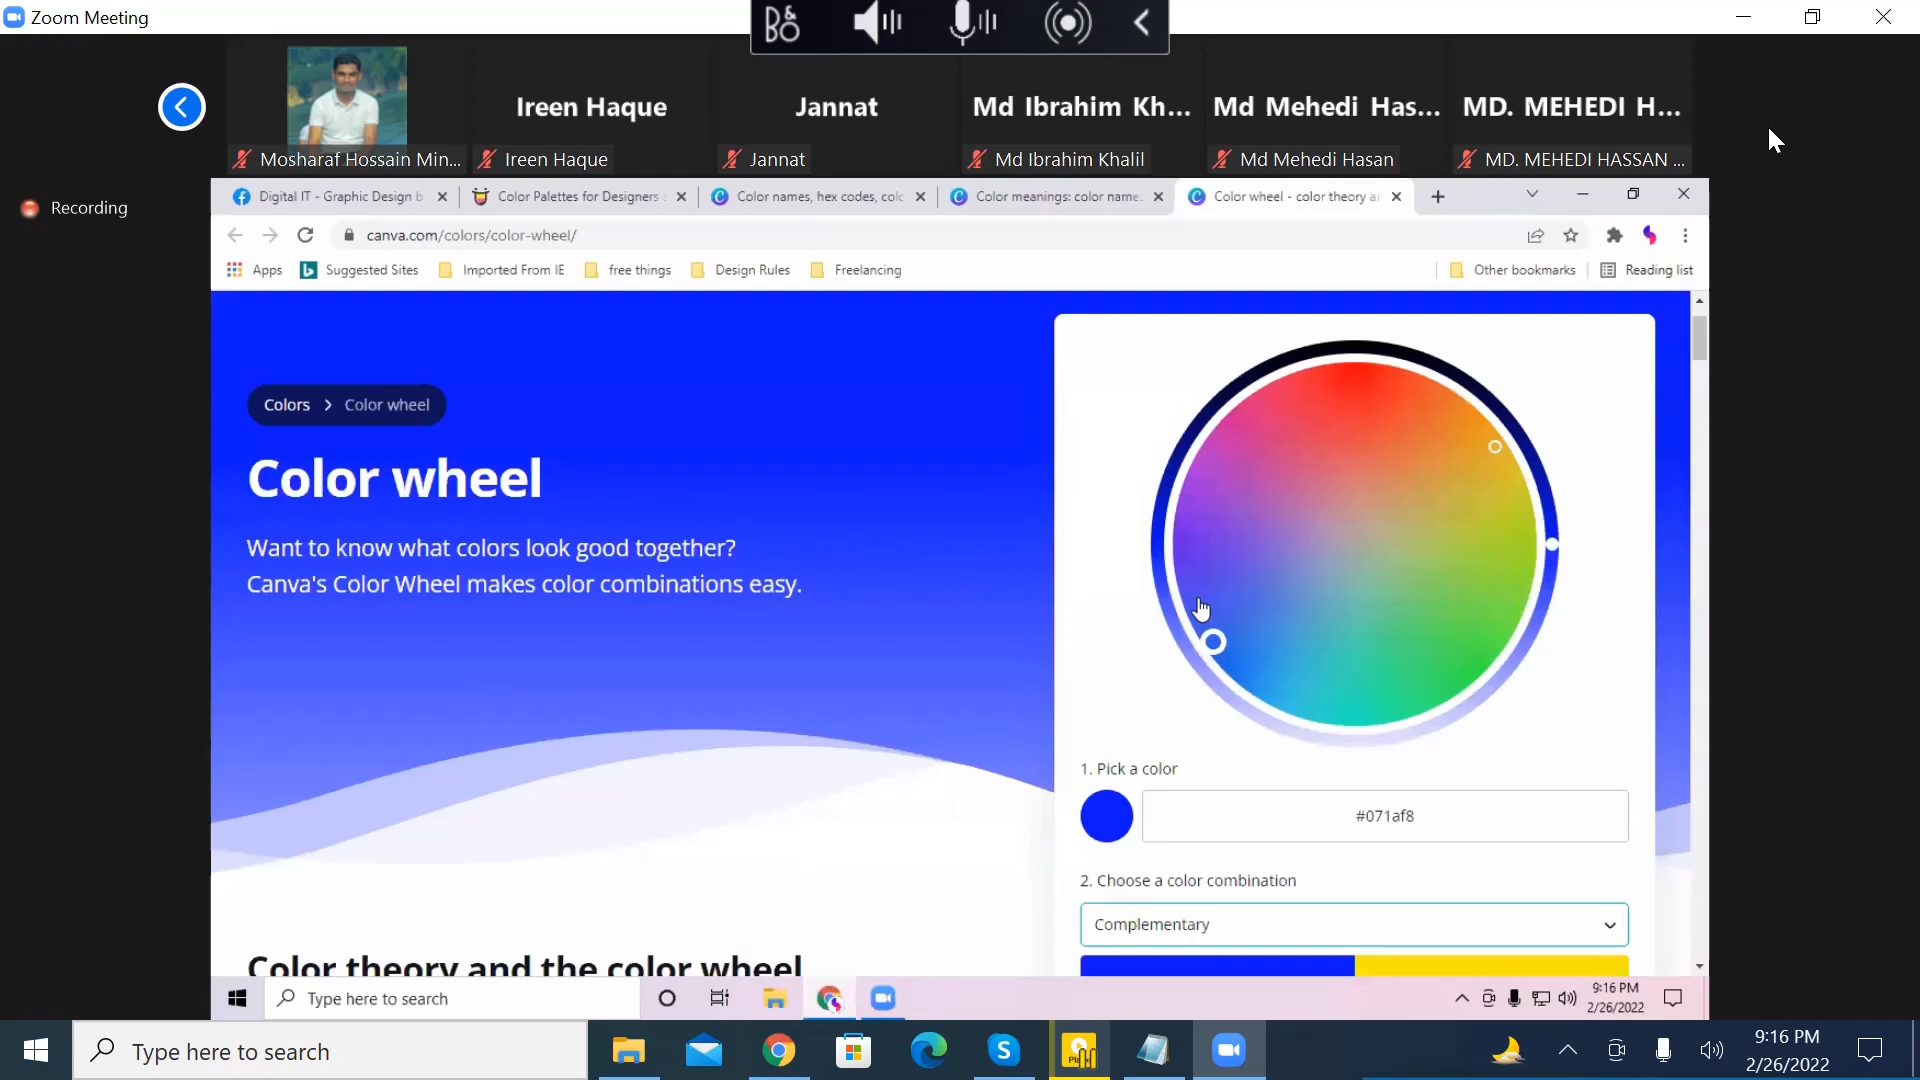 Zoom Meeting
B&O
Ireen Haque
Jannat
Md Ibrahim Kh...
Md Mehedi Has...
MD. MEHEDI H...
Mosharaf Hossain Min...
Ireen Haque
Jannat
Md Ibrahim Khalil
Md Mehedi Hasan
MD. MEHEDI HASSAN ...
Recording
Digital IT - Graphic Design b
Color Palettes for Designers
Color names, hex codes, colo
Color meanings: color name
Color wheel - color theory an
canva.com/colors/color-wheel/
Apps
Suggested Sites
Imported From IE
free things
Design Rules
Freelancing
Other bookmarks
Reading list
Colors > Color wheel
Color wheel
Want to know what colors look good together?
Canva's Color Wheel makes color combinations easy.
1. Pick a color
#071af8
2. Choose a color combination
Complementary
Color theory and the color wheel
Type here to search
9:16 PM
2/26/2022
Type here to search
9:16 PM
2/26/2022